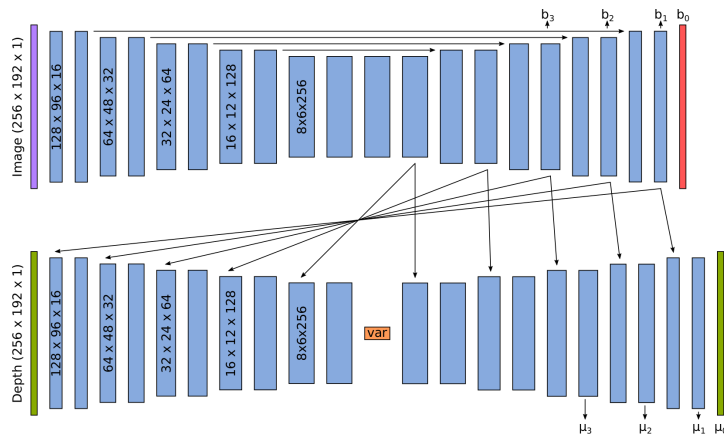 b₃ b₂ b₁ b₀
Image (256 x 192 x 1)
128 x 96 x 16
64 x 48 x 32
32 x 24 x 64
16 x 12 x 128
8x6x256
Depth (256 x 192 x 1)
128 x 96 x 16
64 x 48 x 32
32 x 24 x 64
16 x 12 x 128
8x6x256
var
μ₃ μ₂ μ₁ μ